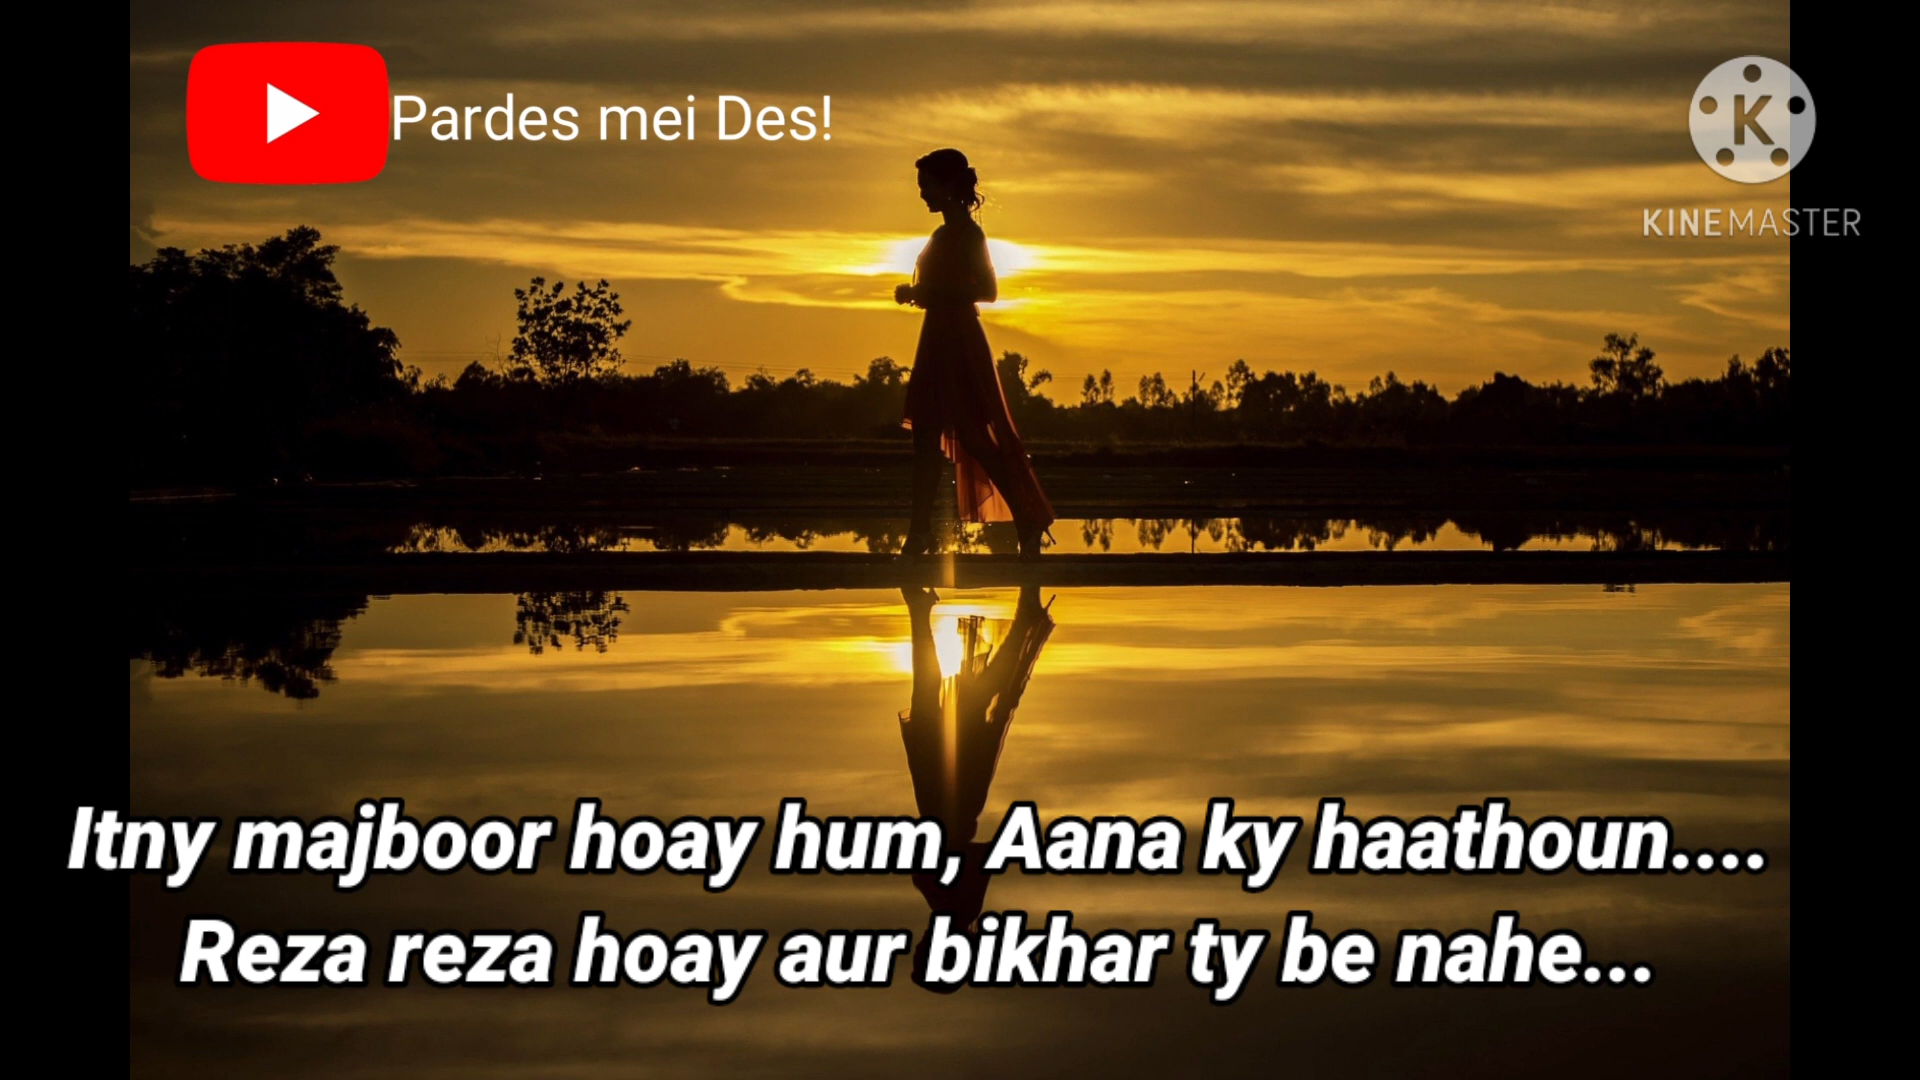 Pardes mei Des!
K
KINEMASTER
Itny majboor hoay hum, Aana ky haathoun....
Reza reza hoay aur bikhar ty be nahe...